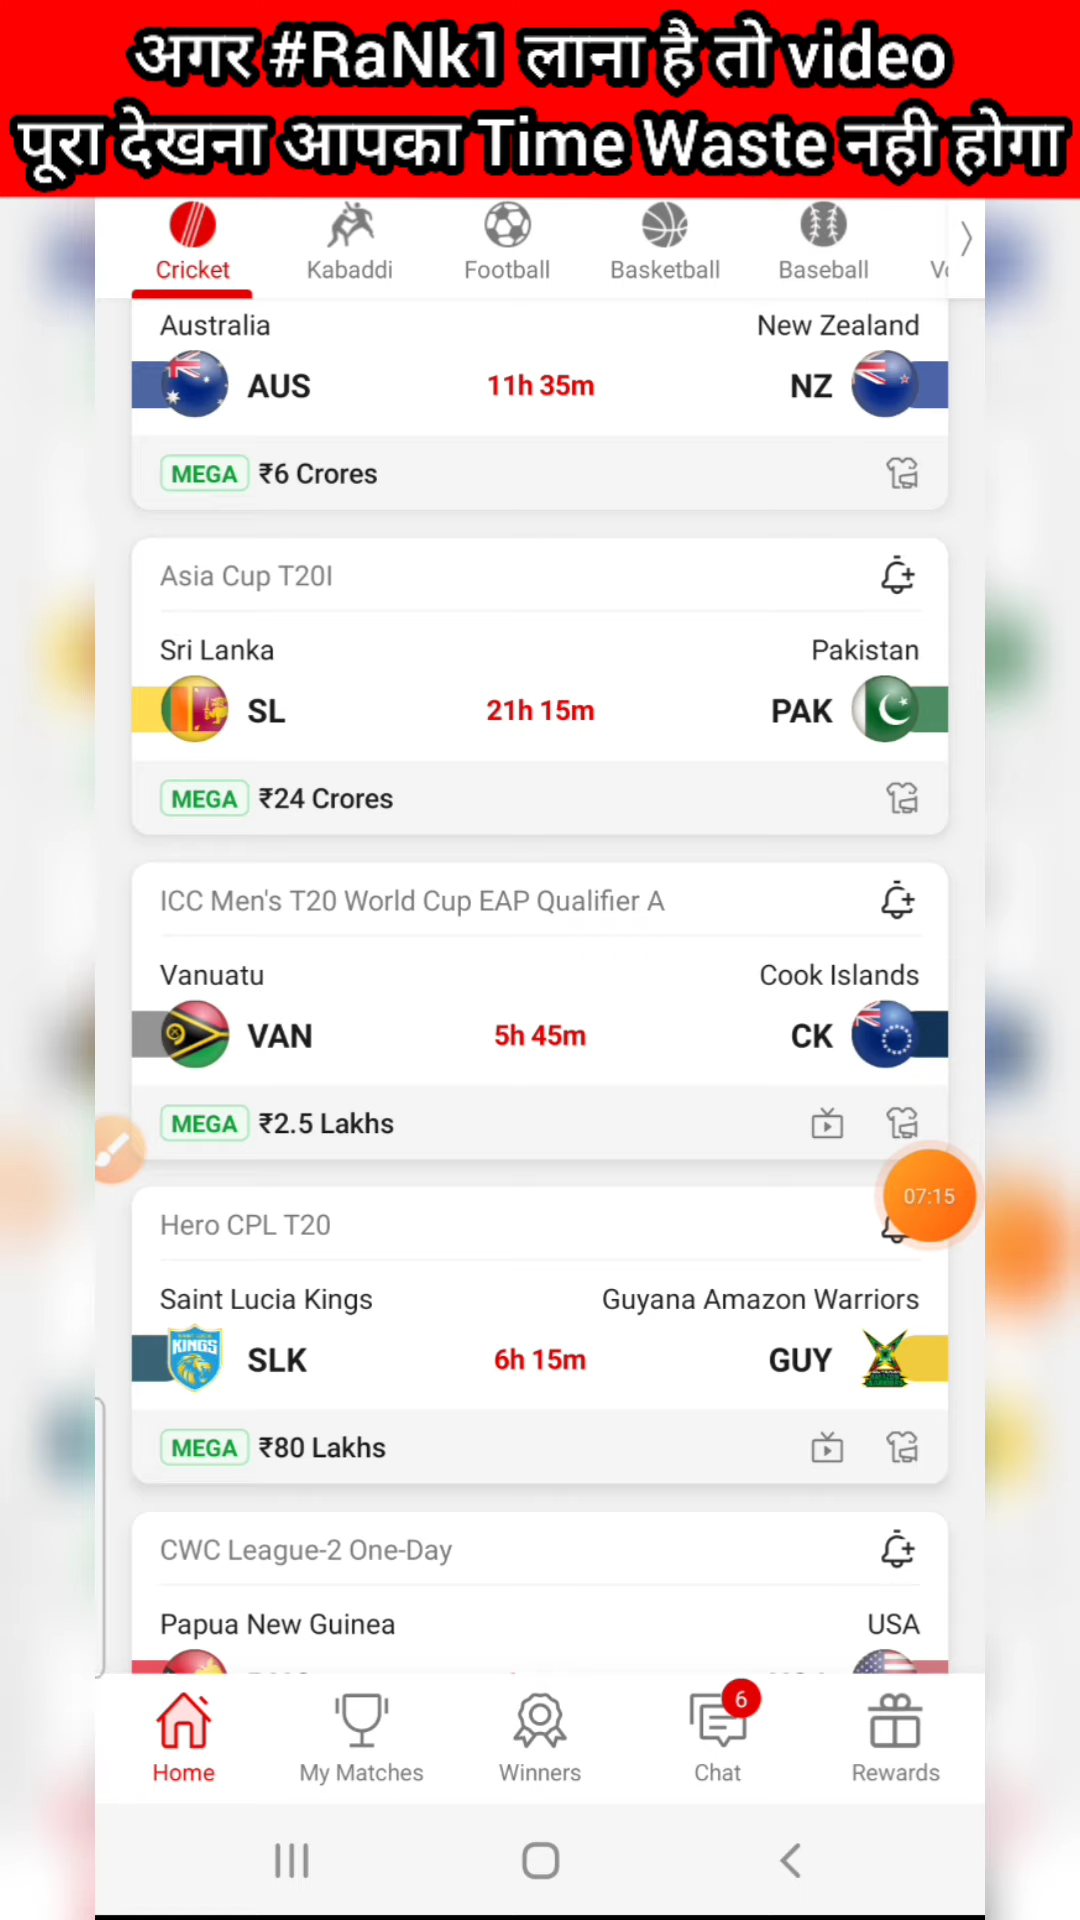 अगर #RaNk1 लाना है तो video
पूरा देखना आपका Time Waste नही होगा
Cricket Kabaddi Football Basketball Baseball
Australia New Zealand
AUS 11h 35m NZ
MEGA ₹6 Crores
Asia Cup T20I
Sri Lanka Pakistan
SL 21h 15m PAK
MEGA ₹24 Crores
ICC Men's T20 World Cup EAP Qualifier A
Vanuatu Cook Islands
VAN 5h 45m CK
MEGA ₹2.5 Lakhs
07:15
Hero CPL T20
Saint Lucia Kings Guyana Amazon Warriors
KINGS SLK 6h 15m GUY
MEGA ₹80 Lakhs
CWC League-2 One-Day
Papua New Guinea USA
6
Home My Matches Winners Chat Rewards